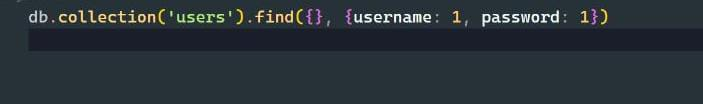 db.collection('users').find({}, {username: 1, password: 1})